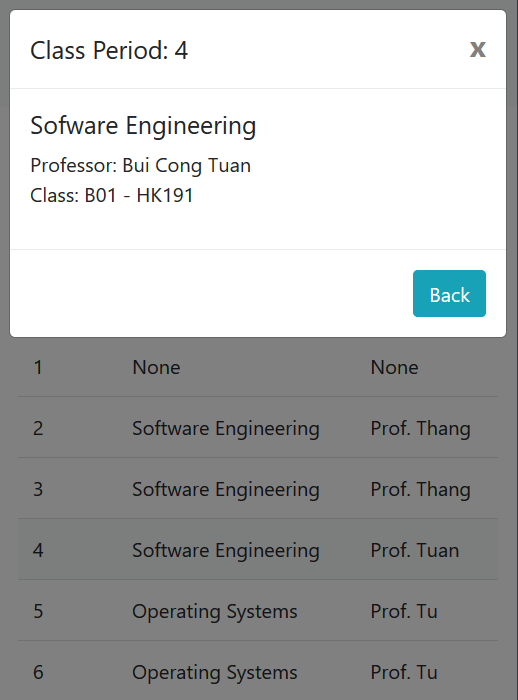 Class Period: 4 x
Sofware Engineering
Professor: Bui Cong Tuan
Class: B01 - HK191
Back
1 None None
2 Software Engineering Prof. Thang
3 Software Engineering Prof. Thang
4 Software Engineering Prof. Tuan
5 Operating Systems Prof. Tu
6 Operating Systems Prof. Tu